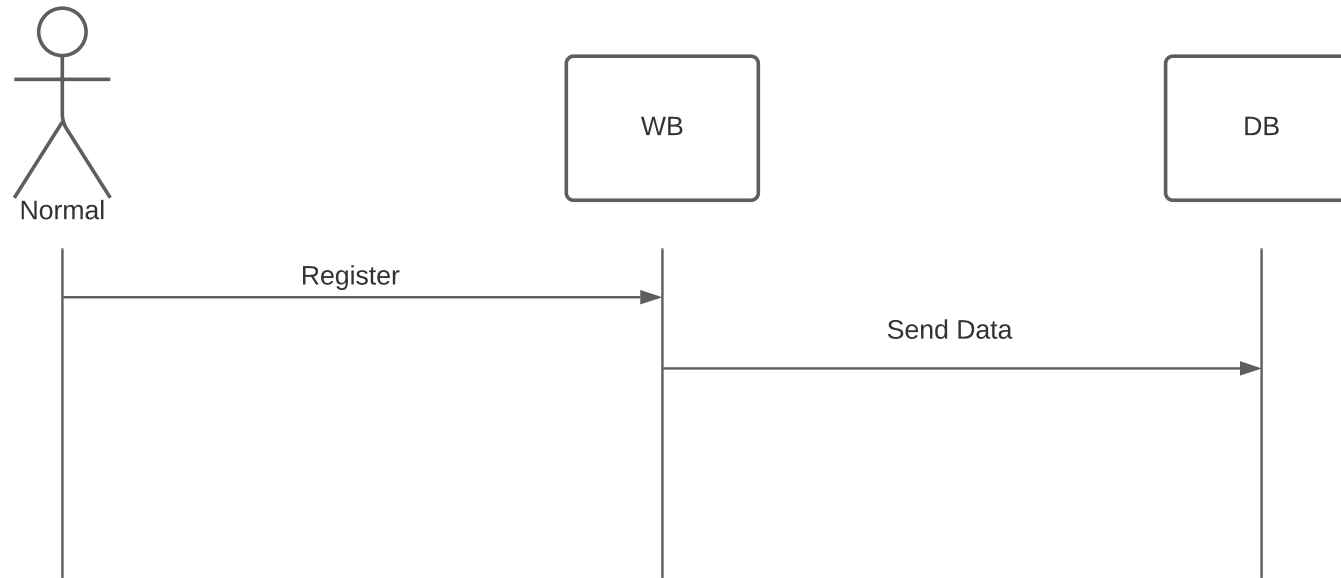 WB
DB
Normal
Register
Send Data